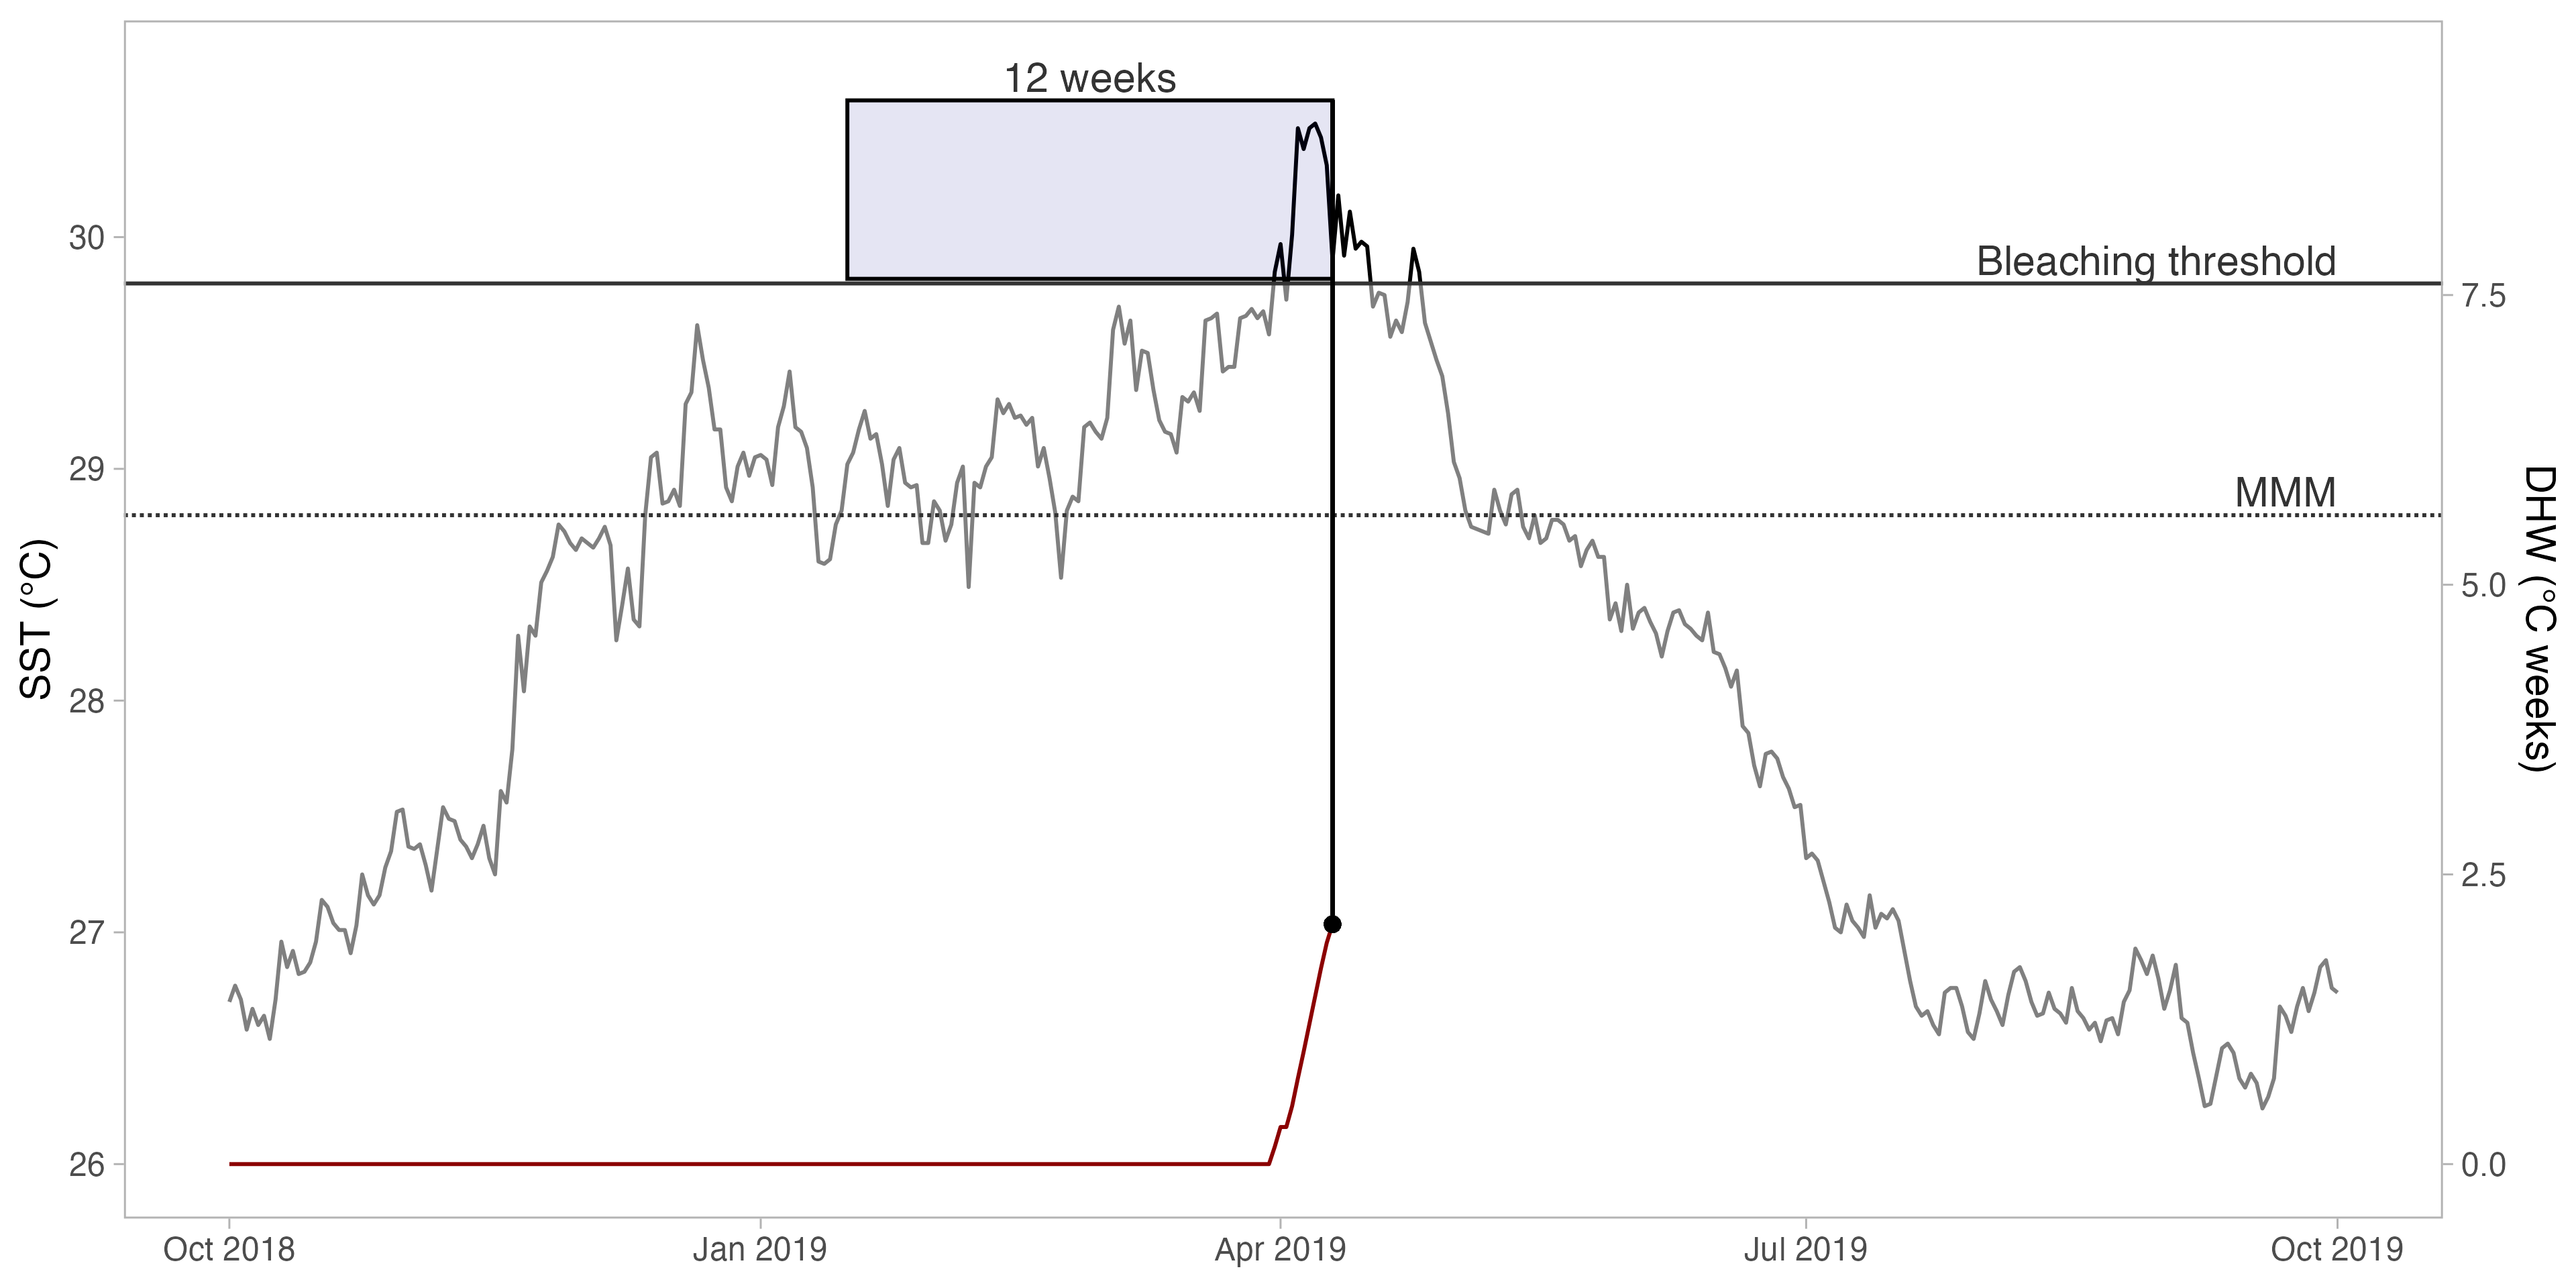 12 weeks
30
Bleaching threshold
7.5
29
MMM
SST (°C)
DHW (°C weeks)
5.0
28
2.5
27
26
0.0
Oct 2018
Jan 2019
Apr 2019
Jul 2019
Oct 2019